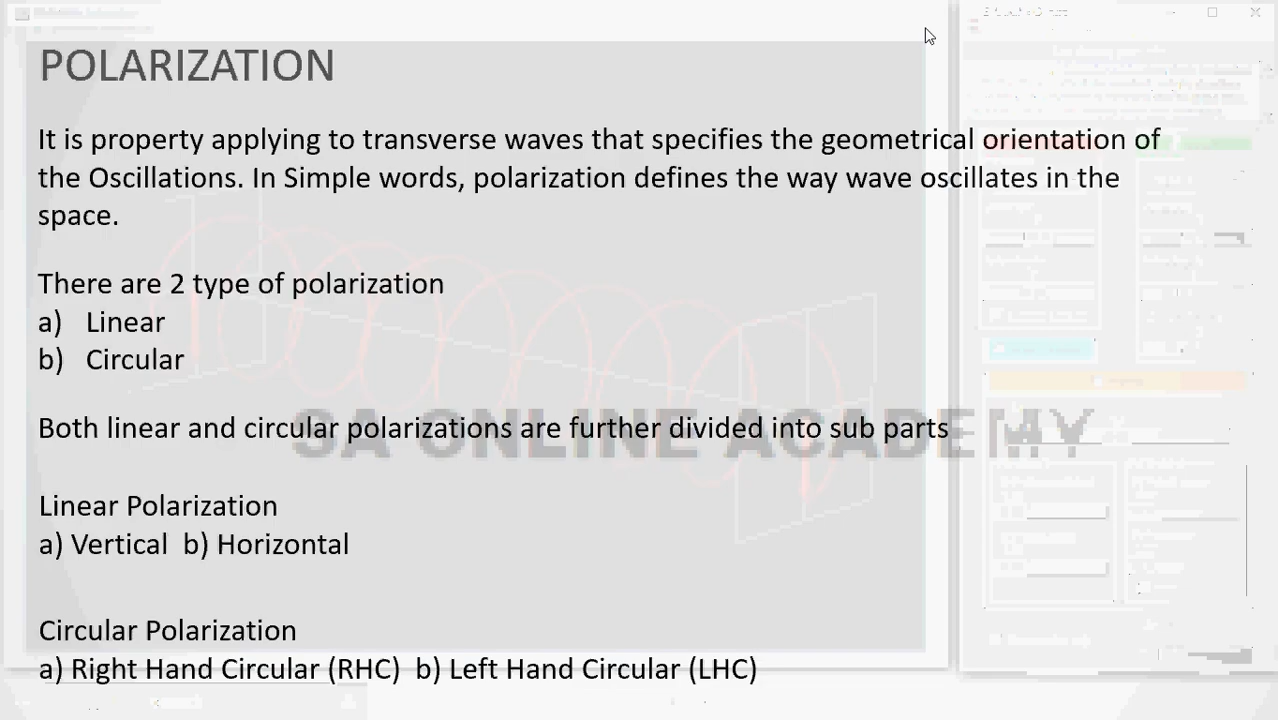 POLARIZATION
It is property applying to transverse waves that specifies the geometrical orientation of
the Oscillations. In Simple words, polarization defines the way wave oscillates in the
space.
There are 2 type of polarization
a) Linear
b) Circular
Both linear and circular polarizations are further divided into sub parts
3A ONLINE ACADEMY
Linear Polarization
a) Vertical b) Horizontal
Circular Polarization
a) Right Hand Circular (RHC) b) Left Hand Circular (LHC)